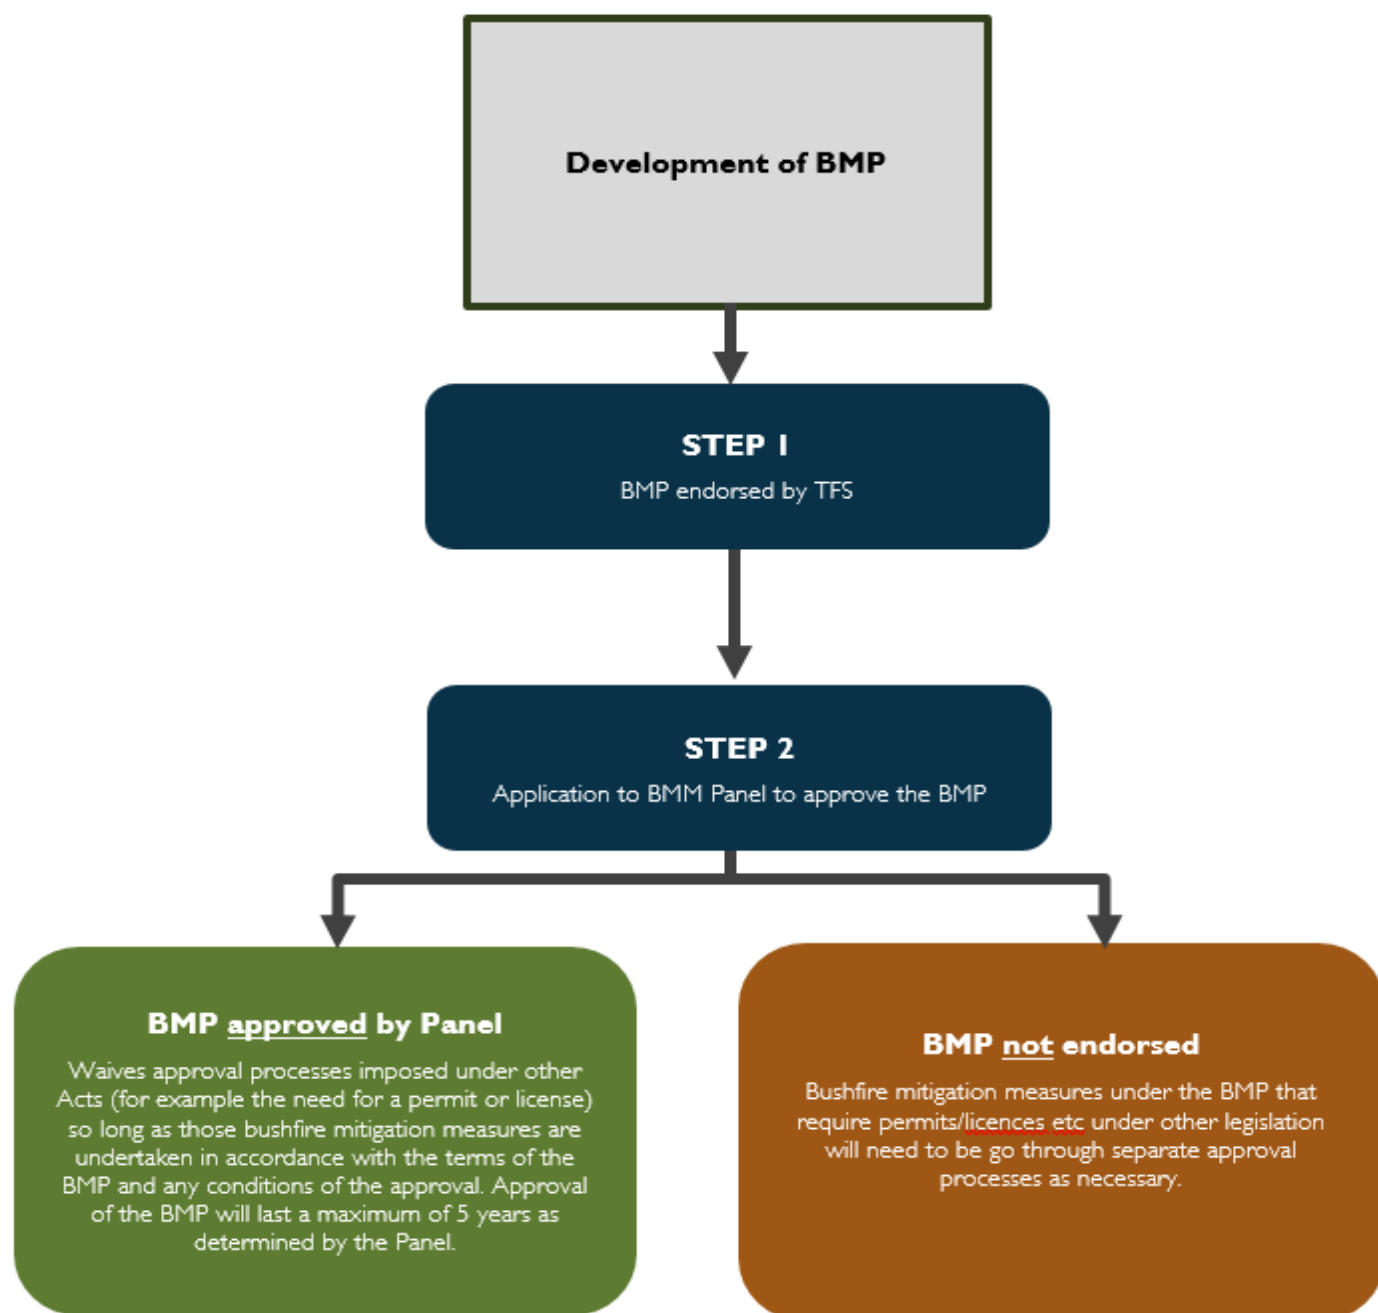 Development of BMP
STEP 1
BMP endorsed by TFS
STEP 2
Application to BMM Panel to approve the BMP
BMP approved by Panel
Waives approval processes imposed under other
Acts (for example the need for a permit or license)
so long as those bushfire mitigation measures are
undertaken in accordance with the terms of the
BMP and any conditions of the approval. Approval
of the BMP will last a maximum of 5 years as
determined by the Panel.
BMP not endorsed
Bushfire mitigation measures under the BMP that
require permits/licences etc under other legislation
will need to be go through separate approval
processes as necessary.